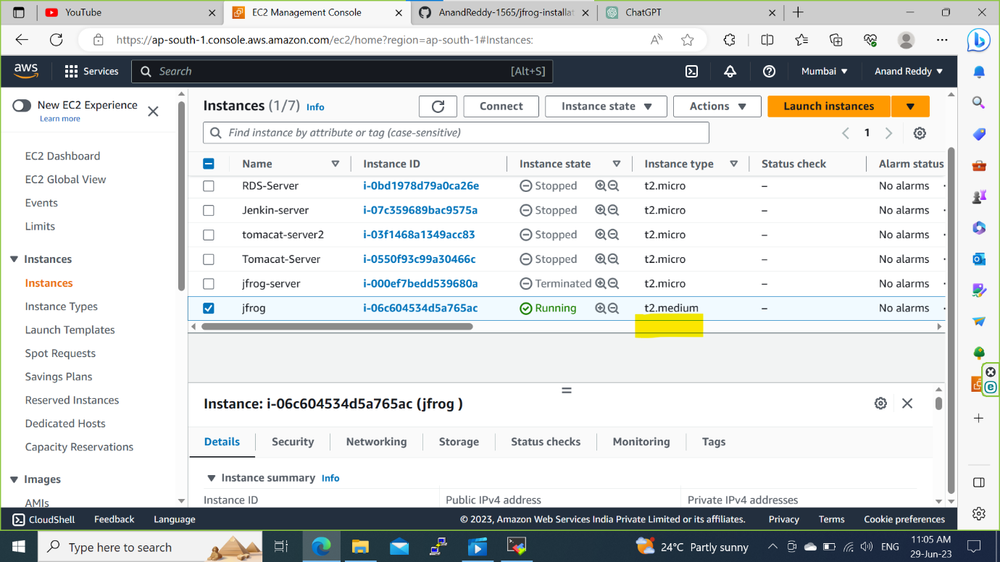 YouTube
EC2 Management Console
AnandReddy-1565/jfrog-installat
ChatGPT
https://ap-south-1.console.aws.amazon.com/ec2/home?region=ap-south-1#Instances:
aws
Services
Search
[Alt+S]
Mumbai
Anand Reddy
New EC2 Experience
Learn more
EC2 Dashboard
EC2 Global View
Events
Limits
Instances
Instances
Instance Types
Launch Templates
Spot Requests
Savings Plans
Reserved Instances
Dedicated Hosts
Capacity Reservations
Images
AMIs
Instances (1/7) Info
Connect
Instance state
Actions
Launch instances
Find instance by attribute or tag (case-sensitive)
1
Name Instance ID Instance state Instance type Status check Alarm status
RDS-Server i-0bd1978d79a0ca26e Stopped t2.micro – No alarms
Jenkin-server i-07c359689bac9575a Stopped t2.micro – No alarms
tomacat-server2 i-03f1468a1349acc83 Stopped t2.micro – No alarms
Tomacat-Server i-0550f93c99a30466c Stopped t2.micro – No alarms
jfrog-server i-000ef7bedd539680a Terminated t2.micro – No alarms
jfrog i-06c604534d5a765ac Running t2.medium – No alarms
Instance: i-06c604534d5a765ac (jfrog )
Details Security Networking Storage Status checks Monitoring Tags
Instance summary Info
Instance ID Public IPv4 address Private IPv4 addresses
CloudShell Feedback Language © 2023, Amazon Web Services India Private Limited or its affiliates. Privacy Terms Cookie preferences
Type here to search
24°C Partly sunny
ENG
11:05 AM
29-Jun-23